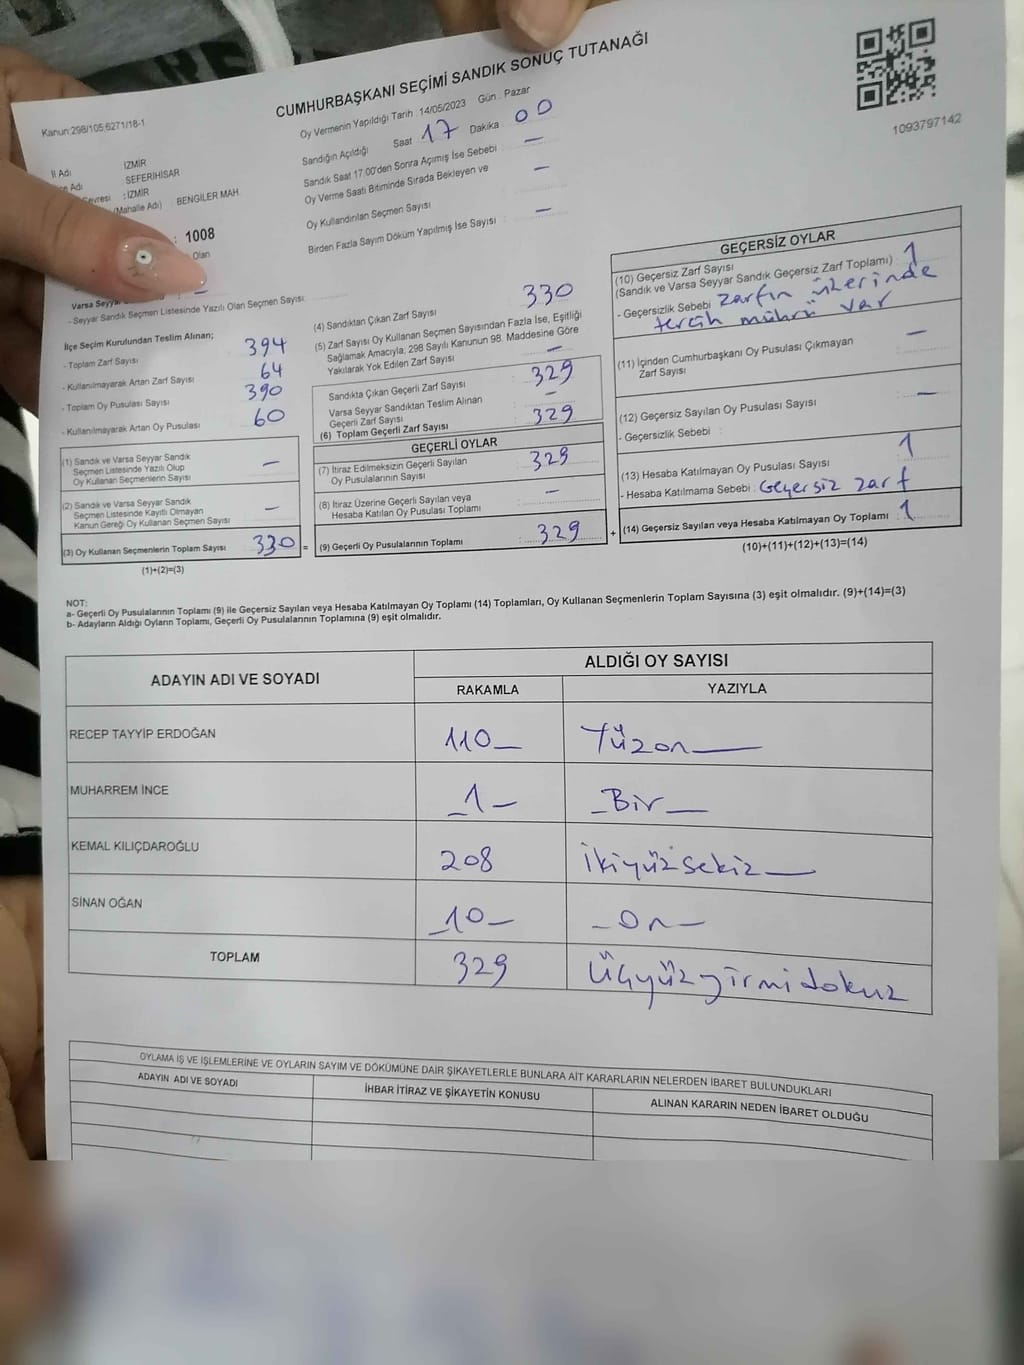 CUMHURBAŞKANI SEÇİMİ SANDIK SONUÇ TUTANAĞI
Kanun:298/105;6271/18-1
1093797142
Oy Vermenin Yapıldığı Tarih : 14/05/2023 Gün : Pazar
Sandığın Açıldığı Saat 17 Dakika 00
Sandık Saat 17.00'den Sonra Açımış İse Sebebi —
Oy Verme Saati Bitiminde Sırada Bekleyen ve
Oy Kullandırılan Seçmen Sayısı —
Birden Fazla Sayım Döküm Yapılmış İse Sayısı : —
İl Adı : İZMİR
Adı : SEFERİHİSAR
Çevresi : İZMİR
(Mahalle Adı) : BENGİLER MAH.
: 1008
Olan
Varsa Seyyar : —
- Seyyar Sandık Seçmen Listesinde Yazılı Olan Seçmen Sayısı:
İlçe Seçim Kurulundan Teslim Alınan;
- Toplam Zarf Sayısı 394
- Kullanılmayarak Artan Zarf Sayısı 64
- Toplam Oy Pusulası Sayısı 390
- Kullanılmayarak Artan Oy Pusulası 60
(1) Sandık ve Varsa Seyyar Sandık
Seçmen Listesinde Yazılı Olup
Oy Kullanan Seçmenlerin Sayısı —
(2) Sandık ve Varsa Seyyar Sandık
Seçmen Listesinde Kayıtlı Olmayan
Kanun Gereği Oy Kullanan Seçmen Sayısı —
(3) Oy Kullanan Seçmenlerin Toplam Sayısı 330 =
(1)+(2)=(3)
(4) Sandıktan Çıkan Zarf Sayısı 330
(5) Zarf Sayısı Oy Kullanan Seçmen Sayısından Fazla İse, Eşitliği
Sağlamak Amacıyla, 298 Sayılı Kanunun 98. Maddesine Göre
Yakılarak Yok Edilen Zarf Sayısı —
Sandıkta Çıkan Geçerli Zarf Sayısı 329
Varsa Seyyar Sandıktan Teslim Alınan
Geçerli Zarf Sayısı —
(6) Toplam Geçerli Zarf Sayısı 329
GEÇERLİ OYLAR
(7) İtiraz Edilmeksizin Geçerli Sayılan
Oy Pusulalarının Sayısı 329
(8) İtiraz Üzerine Geçerli Sayılan veya
Hesaba Katılan Oy Pusulası Toplamı —
(9) Geçerli Oy Pusulalarının Toplamı : 329 +
GEÇERSİZ OYLAR
(10) Geçersiz Zarf Sayısı
(Sandık ve Varsa Seyyar Sandık Geçersiz Zarf Toplamı) : 1
- Geçersizlik Sebebi zarfın üzerinde
tercih mührü var
(11) İçinden Cumhurbaşkanı Oy Pusulası Çıkmayan
Zarf Sayısı —
(12) Geçersiz Sayılan Oy Pusulası Sayısı —
- Geçersizlik Sebebi :
(13) Hesaba Katılmayan Oy Pusulası Sayısı 1
- Hesaba Katılmama Sebebi : Geçersiz zarf
(14) Geçersiz Sayılan veya Hesaba Katılmayan Oy Toplamı : 1
(10)+(11)+(12)+(13)=(14)
NOT:
a- Geçerli Oy Pusulalarının Toplamı (9) ile Geçersiz Sayılan veya Hesaba Katılmayan Oy Toplamı (14) Toplamları, Oy Kullanan Seçmenlerin Toplam Sayısına (3) eşit olmalıdır. (9)+(14)=(3)
b- Adayların Aldığı Oyların Toplamı, Geçerli Oy Pusulalarının Toplamına (9) eşit olmalıdır.
ADAYIN ADI VE SOYADI
ALDIĞI OY SAYISI
RAKAMLA YAZIYLA
RECEP TAYYİP ERDOĞAN 110— Yüzon—
MUHARREM İNCE —1— —Bir—
KEMAL KILIÇDAROĞLU 208 İkiyüzsekiz—
SİNAN OĞAN —10— —On—
TOPLAM 329 Üçyüzyirmidokuz
OYLAMA İŞ VE İŞLEMLERİNE VE OYLARIN SAYIM VE DÖKÜMÜNE DAİR ŞİKAYETLERLE BUNLARA AİT KARARLARIN NELERDEN İBARET BULUNDUKLARI
ADAYIN ADI VE SOYADI İHBAR İTİRAZ VE ŞİKAYETİN KONUSU ALINAN KARARIN NEDEN İBARET OLDUĞU